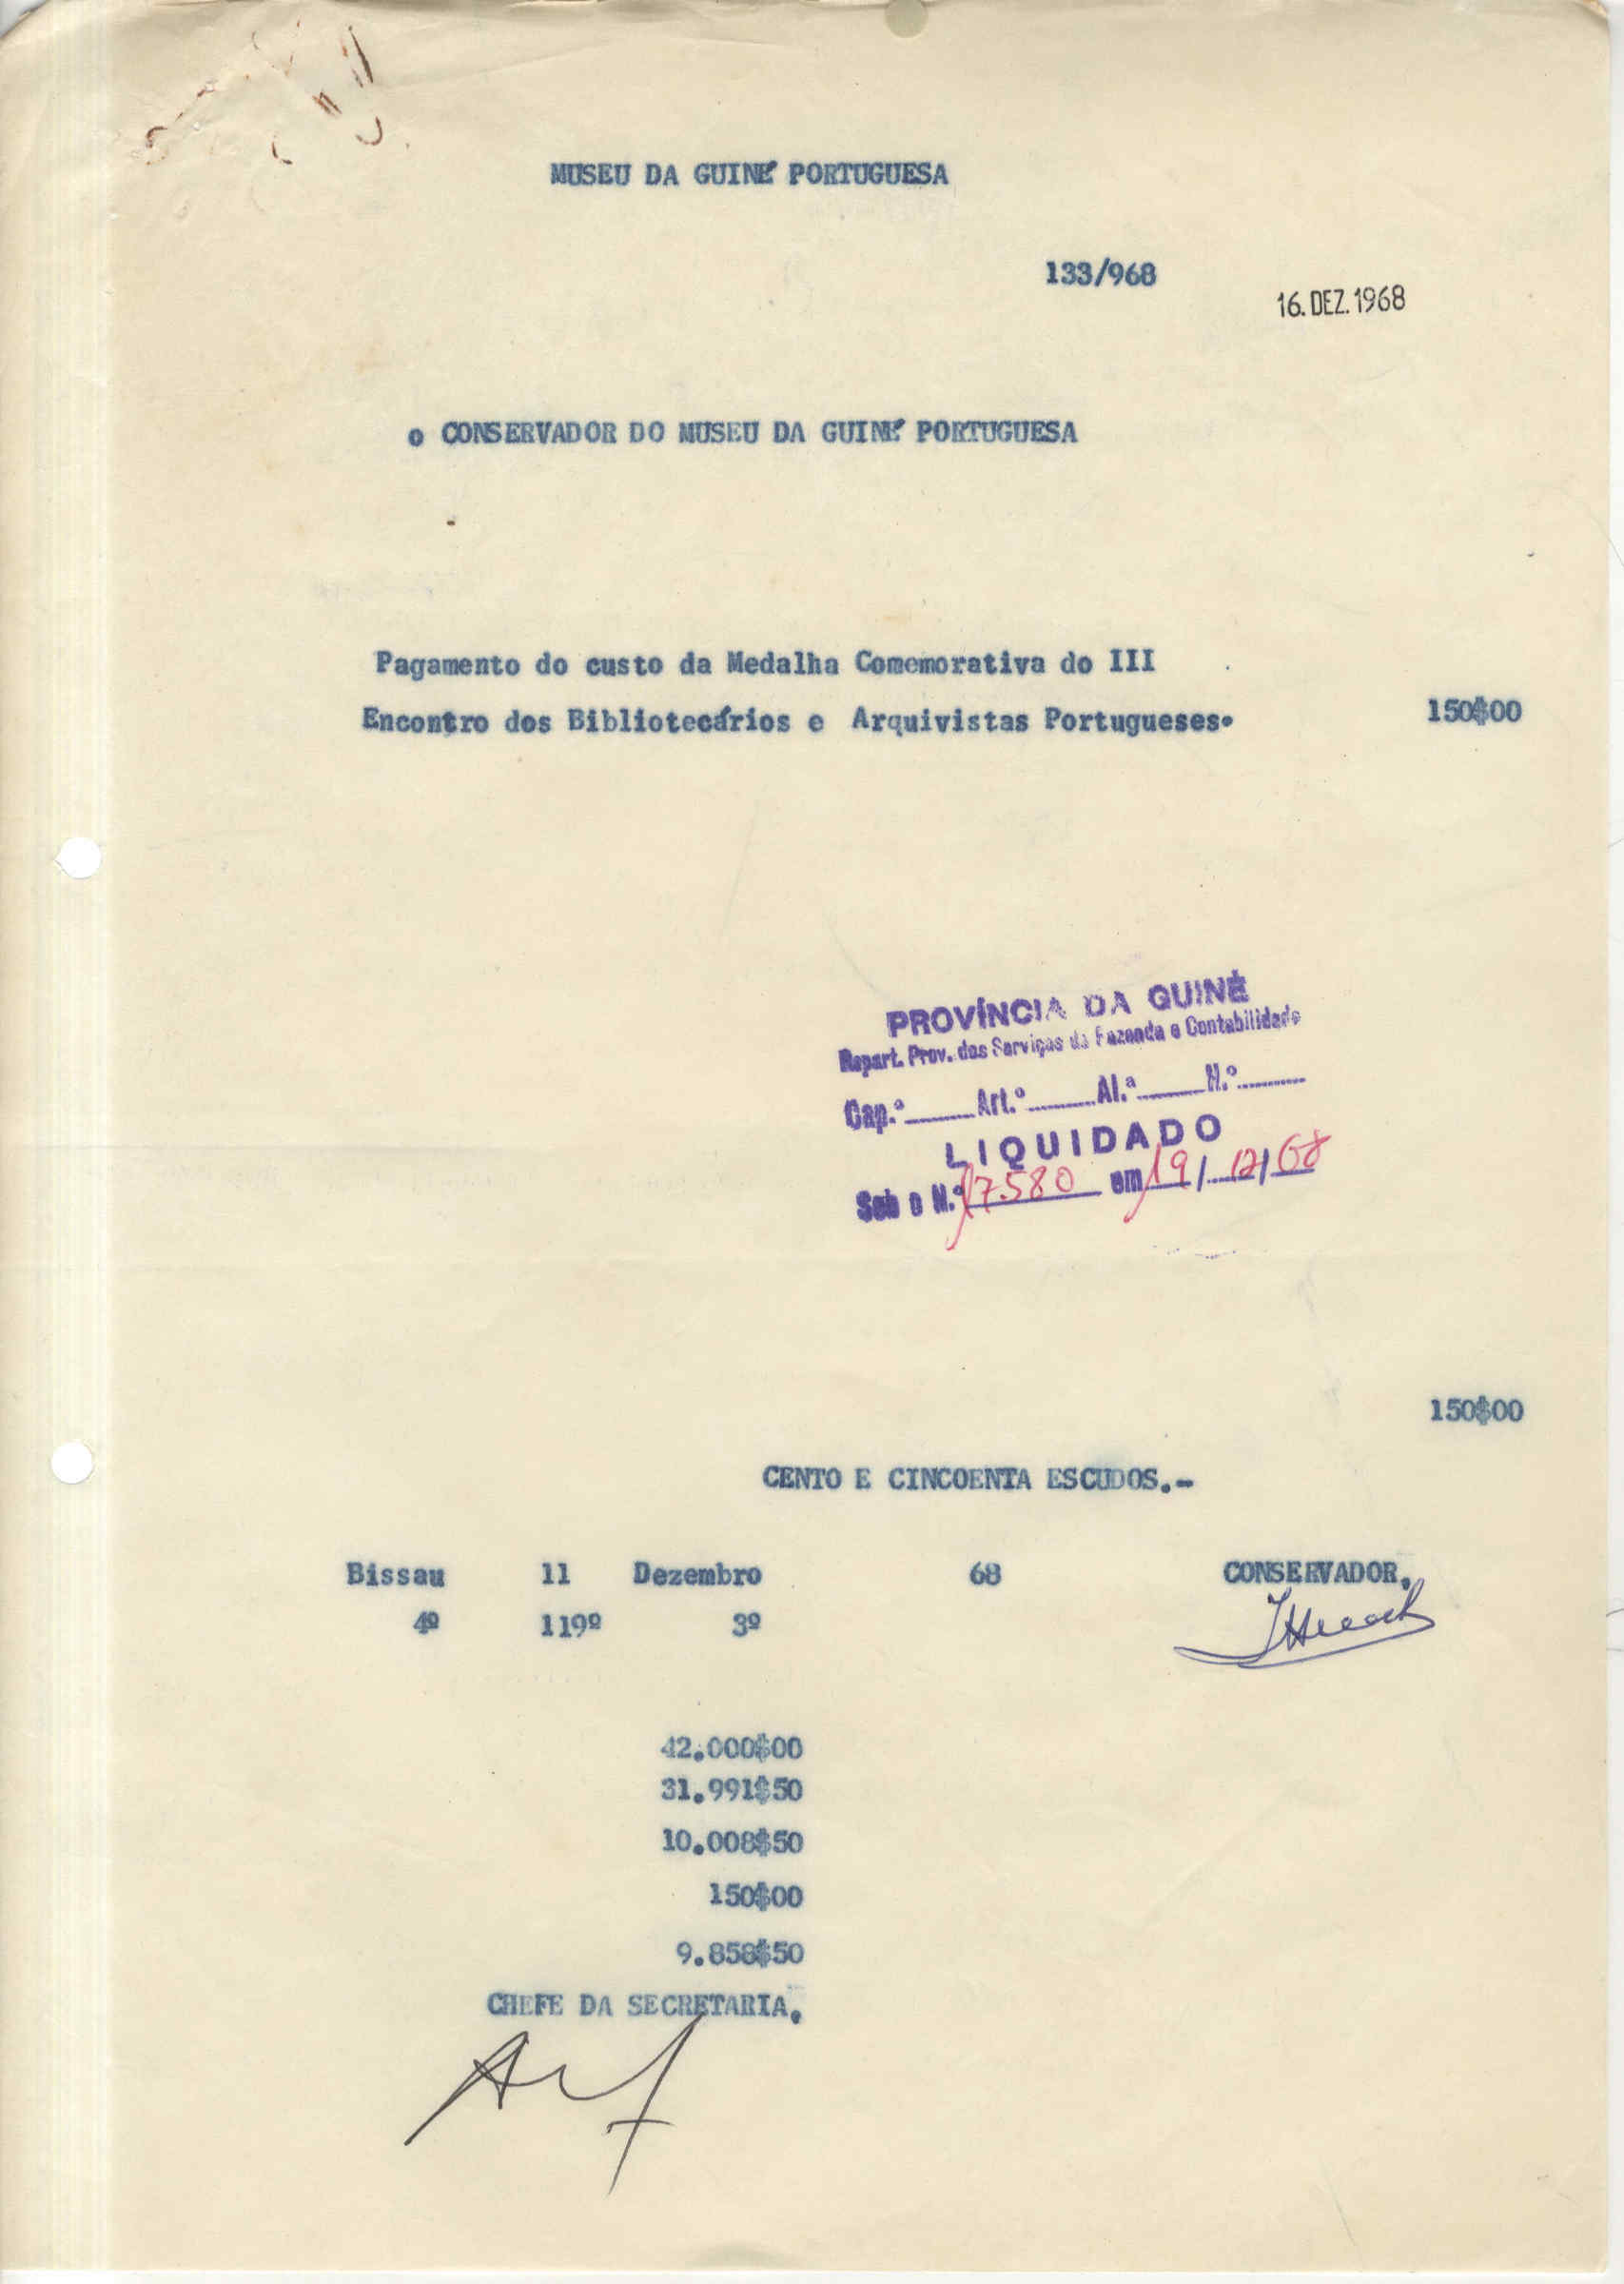 MUSEU DA GUINÉ PORTUGUESA
133/968
16. DEZ. 1968
o CONSERVADOR DO MUSEU DA GUINÉ PORTUGUESA
Pagamento do custo da Medalha Comemorativa do III
Encontro dos Bibliotecários e Arquivistas Portugueses. 150$00
PROVÍNCIA DA GUINÉ
Repart. Prov. dos Serviços da Fazenda e Contabilidade
Cap.º Art.º Al.ª N.º
LIQUIDADO
Sob o N.º 17580 em 19/12/68
150$00
CENTO E CINCOENTA ESCUDOS.-
Bissau 11 Dezembro 68 CONSERVADOR,
4º 119º 3º
42.000$00
31.991$50
10.008$50
150$00
9.858$50
CHEFE DA SECRETARIA,